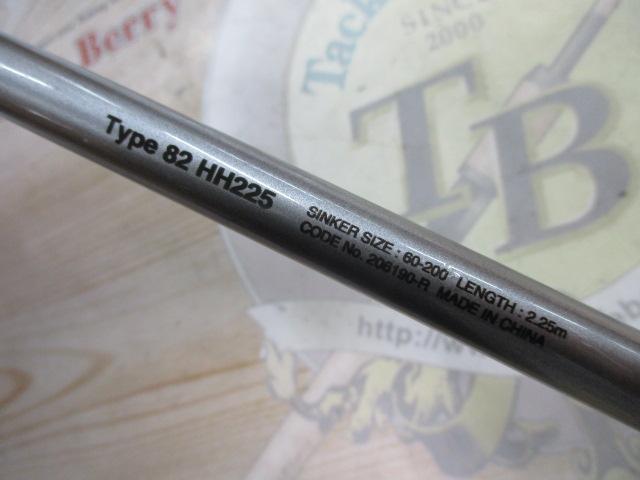 Berry
Tack
SINCE
2000
TB
Type 82 HH225
SINKER SIZE : 60-200 LENGTH : 2.25m
CODE No. 206190-R MADE IN CHINA
http://w